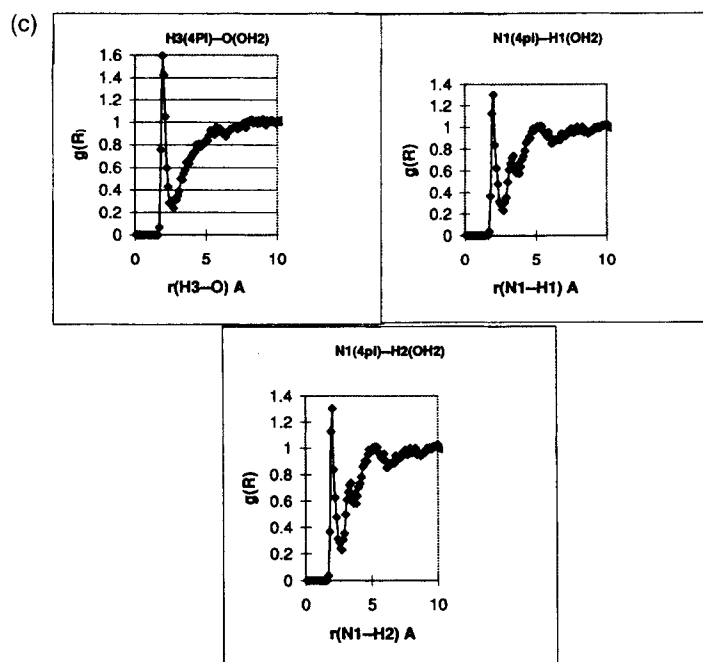 (c)
H3(4PI)--O(OH2)
1.6
1.4
1.2
1
0.8
0.6
0.4
0.2
0
g(R)
0 5 10
r(H3--O) A
N1(4pi)--H1(OH2)
1.4
1.2
1
0.8
0.6
0.4
0.2
0
g(R)
0 5 10
r(N1--H1) A
N1(4pi)--H2(OH2)
1.4
1.2
1
0.8
0.6
0.4
0.2
0
g(R)
0 5 10
r(N1--H2) A